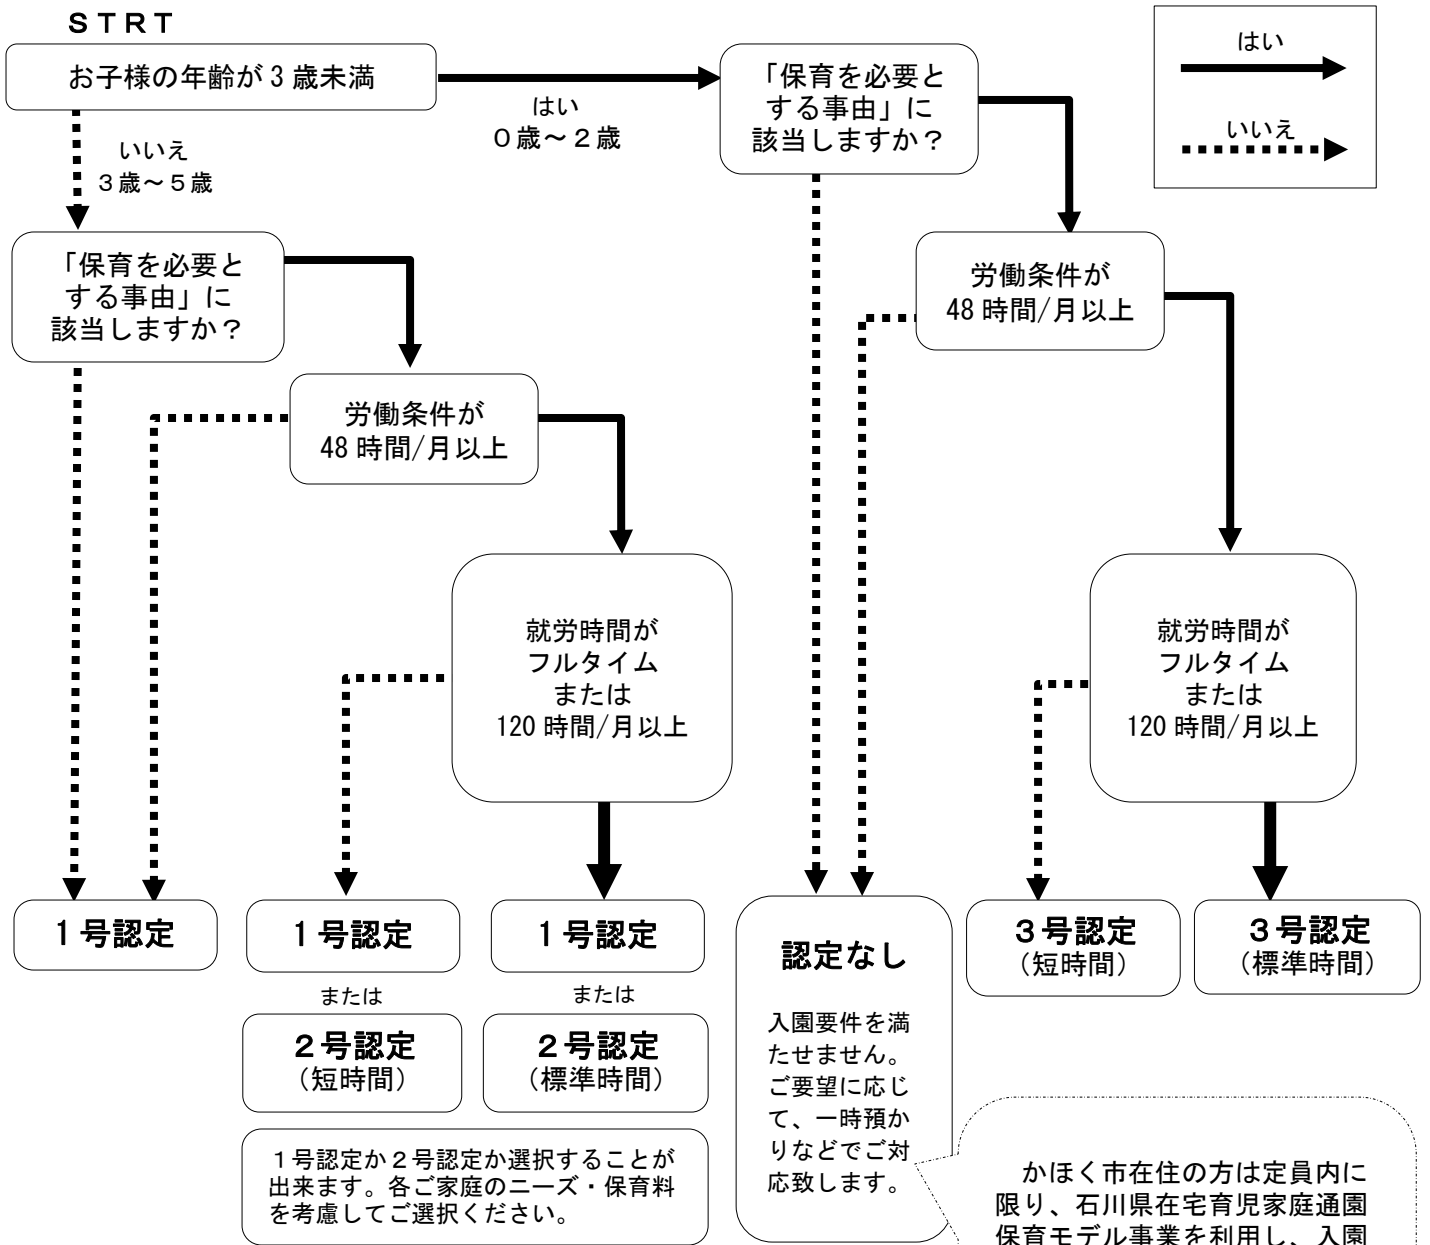 ＳＴＲＴ
お子様の年齢が３歳未満
はい
０歳～２歳
いいえ
３歳～５歳
「保育を必要と
する事由」に
該当しますか？
はい
いいえ
「保育を必要と
する事由」に
該当しますか？
労働条件が
48 時間/月以上
労働条件が
48 時間/月以上
就労時間が
フルタイム
または
120 時間/月以上
就労時間が
フルタイム
または
120 時間/月以上
１号認定
１号認定
または
２号認定
（短時間）
１号認定
または
２号認定
（標準時間）
１号認定か２号認定か選択することが
出来ます。各ご家庭のニーズ・保育料
を考慮してご選択ください。
認定なし
入園要件を満
たせません。
ご要望に応じ
て、一時預か
りなどでご対
応致します。
３号認定
（短時間）
３号認定
（標準時間）
かほく市在住の方は定員内に
限り、石川県在宅育児家庭通園
保育モデル事業を利用し、入園